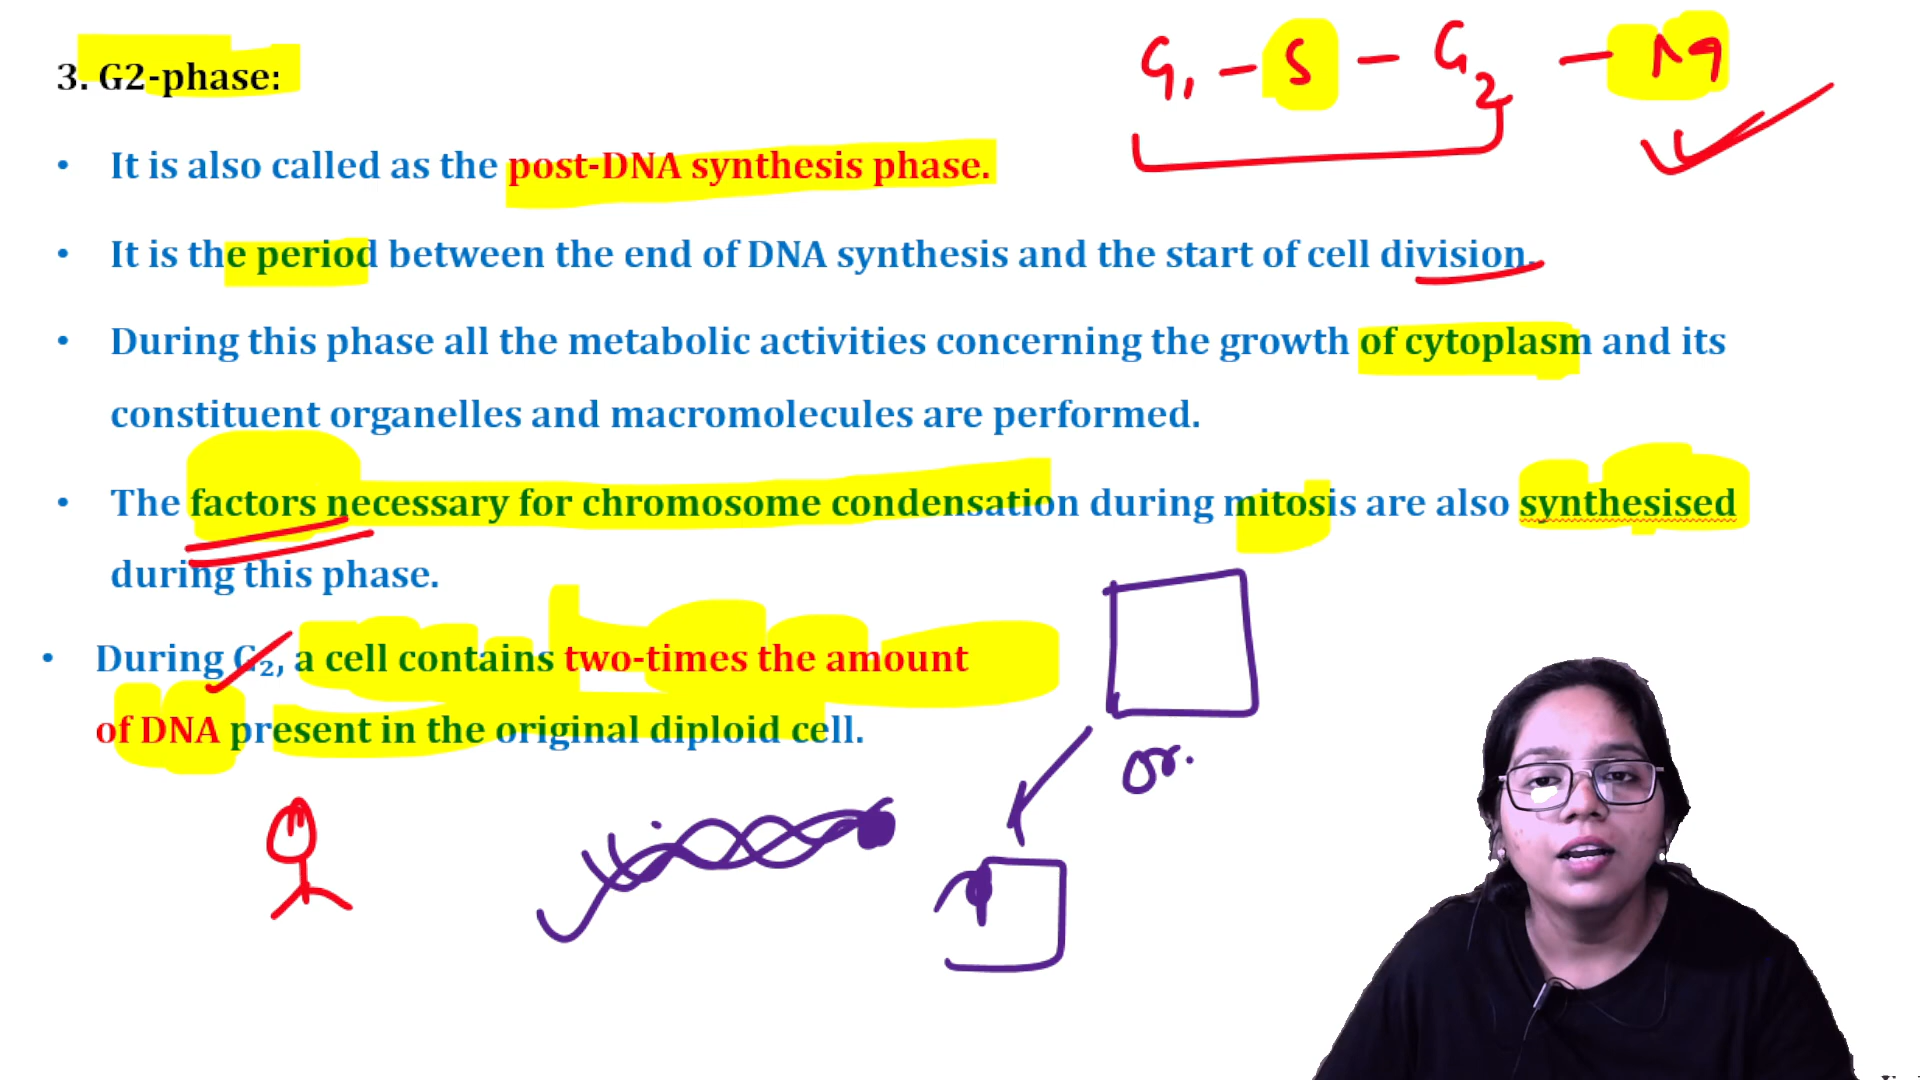 3. G2-phase:
G₁ - S - G₂ - M
• It is also called as the post-DNA synthesis phase.
• It is the period between the end of DNA synthesis and the start of cell division.
• During this phase all the metabolic activities concerning the growth of cytoplasm and its
constituent organelles and macromolecules are performed.
• The factors necessary for chromosome condensation during mitosis are also synthesised
during this phase.
• During G₂, a cell contains two-times the amount
of DNA present in the original diploid cell.